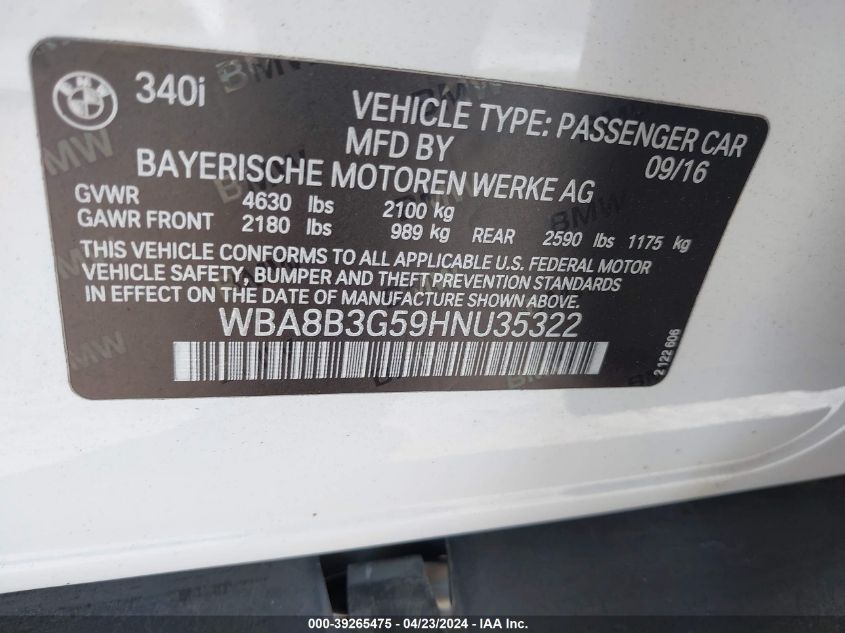 340i
VEHICLE TYPE: PASSENGER CAR
MFD BY 09/16
BAYERISCHE MOTOREN WERKE AG
GVWR 4630 lbs 2100 kg
GAWR FRONT 2180 lbs 989 kg REAR 2590 lbs 1175 kg
THIS VEHICLE CONFORMS TO ALL APPLICABLE U.S. FEDERAL MOTOR
VEHICLE SAFETY, BUMPER AND THEFT PREVENTION STANDARDS
IN EFFECT ON THE DATE OF MANUFACTURE SHOWN ABOVE.
WBA8B3G59HNU35322
2 122 606
000-39265475 - 04/23/2024 - IAA Inc.